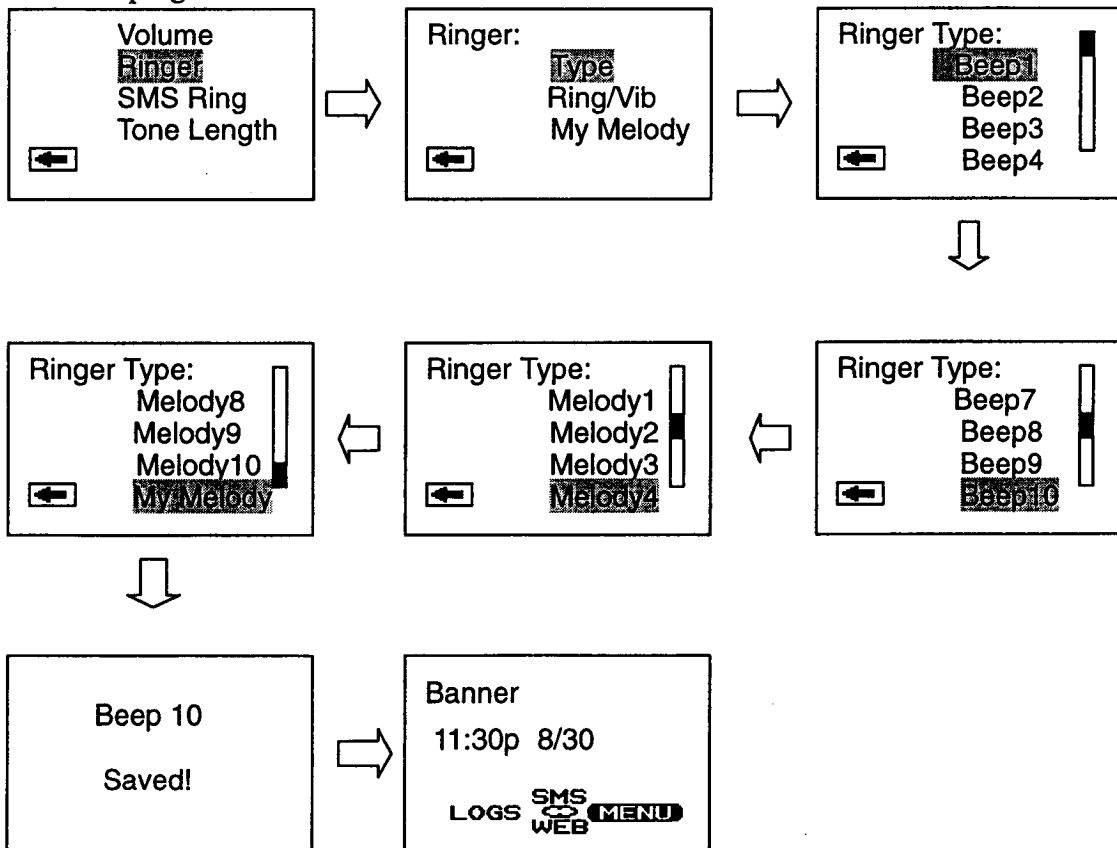 Volume
Ringer
SMS Ring
Tone Length
Ringer:
Type
Ring/Vib
My Melody
Ringer Type:
Beep1
Beep2
Beep3
Beep4
Ringer Type:
Beep7
Beep8
Beep9
Beep10
Ringer Type:
Melody1
Melody2
Melody3
Melody4
Ringer Type:
Melody8
Melody9
Melody10
My Melody
Beep 10
Saved!
Banner
11:30p 8/30
LOGS SMS MENU
WEB